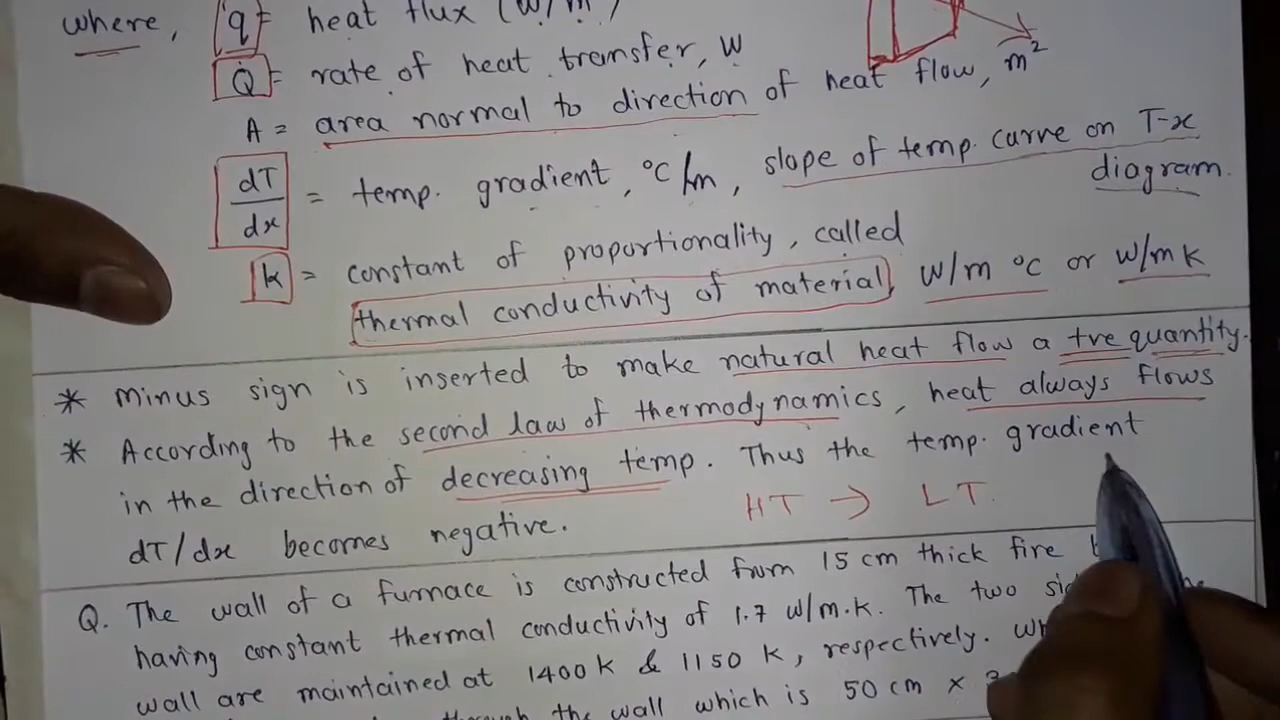 where, q = heat flux (W/m
Q = rate of heat transfer, W
A = area normal to direction of heat flow, m²
dT/dx = temp. gradient, °C/m, slope of temp. curve on T-x
diagram.
k = constant of proportionality, called
thermal conductivity of material, W/m °C or W/mk
* Minus sign is inserted to make natural heat flow a +ve quantity.
* According to the second law of thermodynamics, heat always flows
in the direction of decreasing temp. Thus the temp. gradient
dT/dx becomes negative.
HT → LT.
Q. The wall of a furnace is constructed from 15 cm thick fire
having constant thermal conductivity of 1.7 W/m.K. The two
wall are maintained at 1400 K & 1150 K, respectively.
through the wall which is 50 cm ×